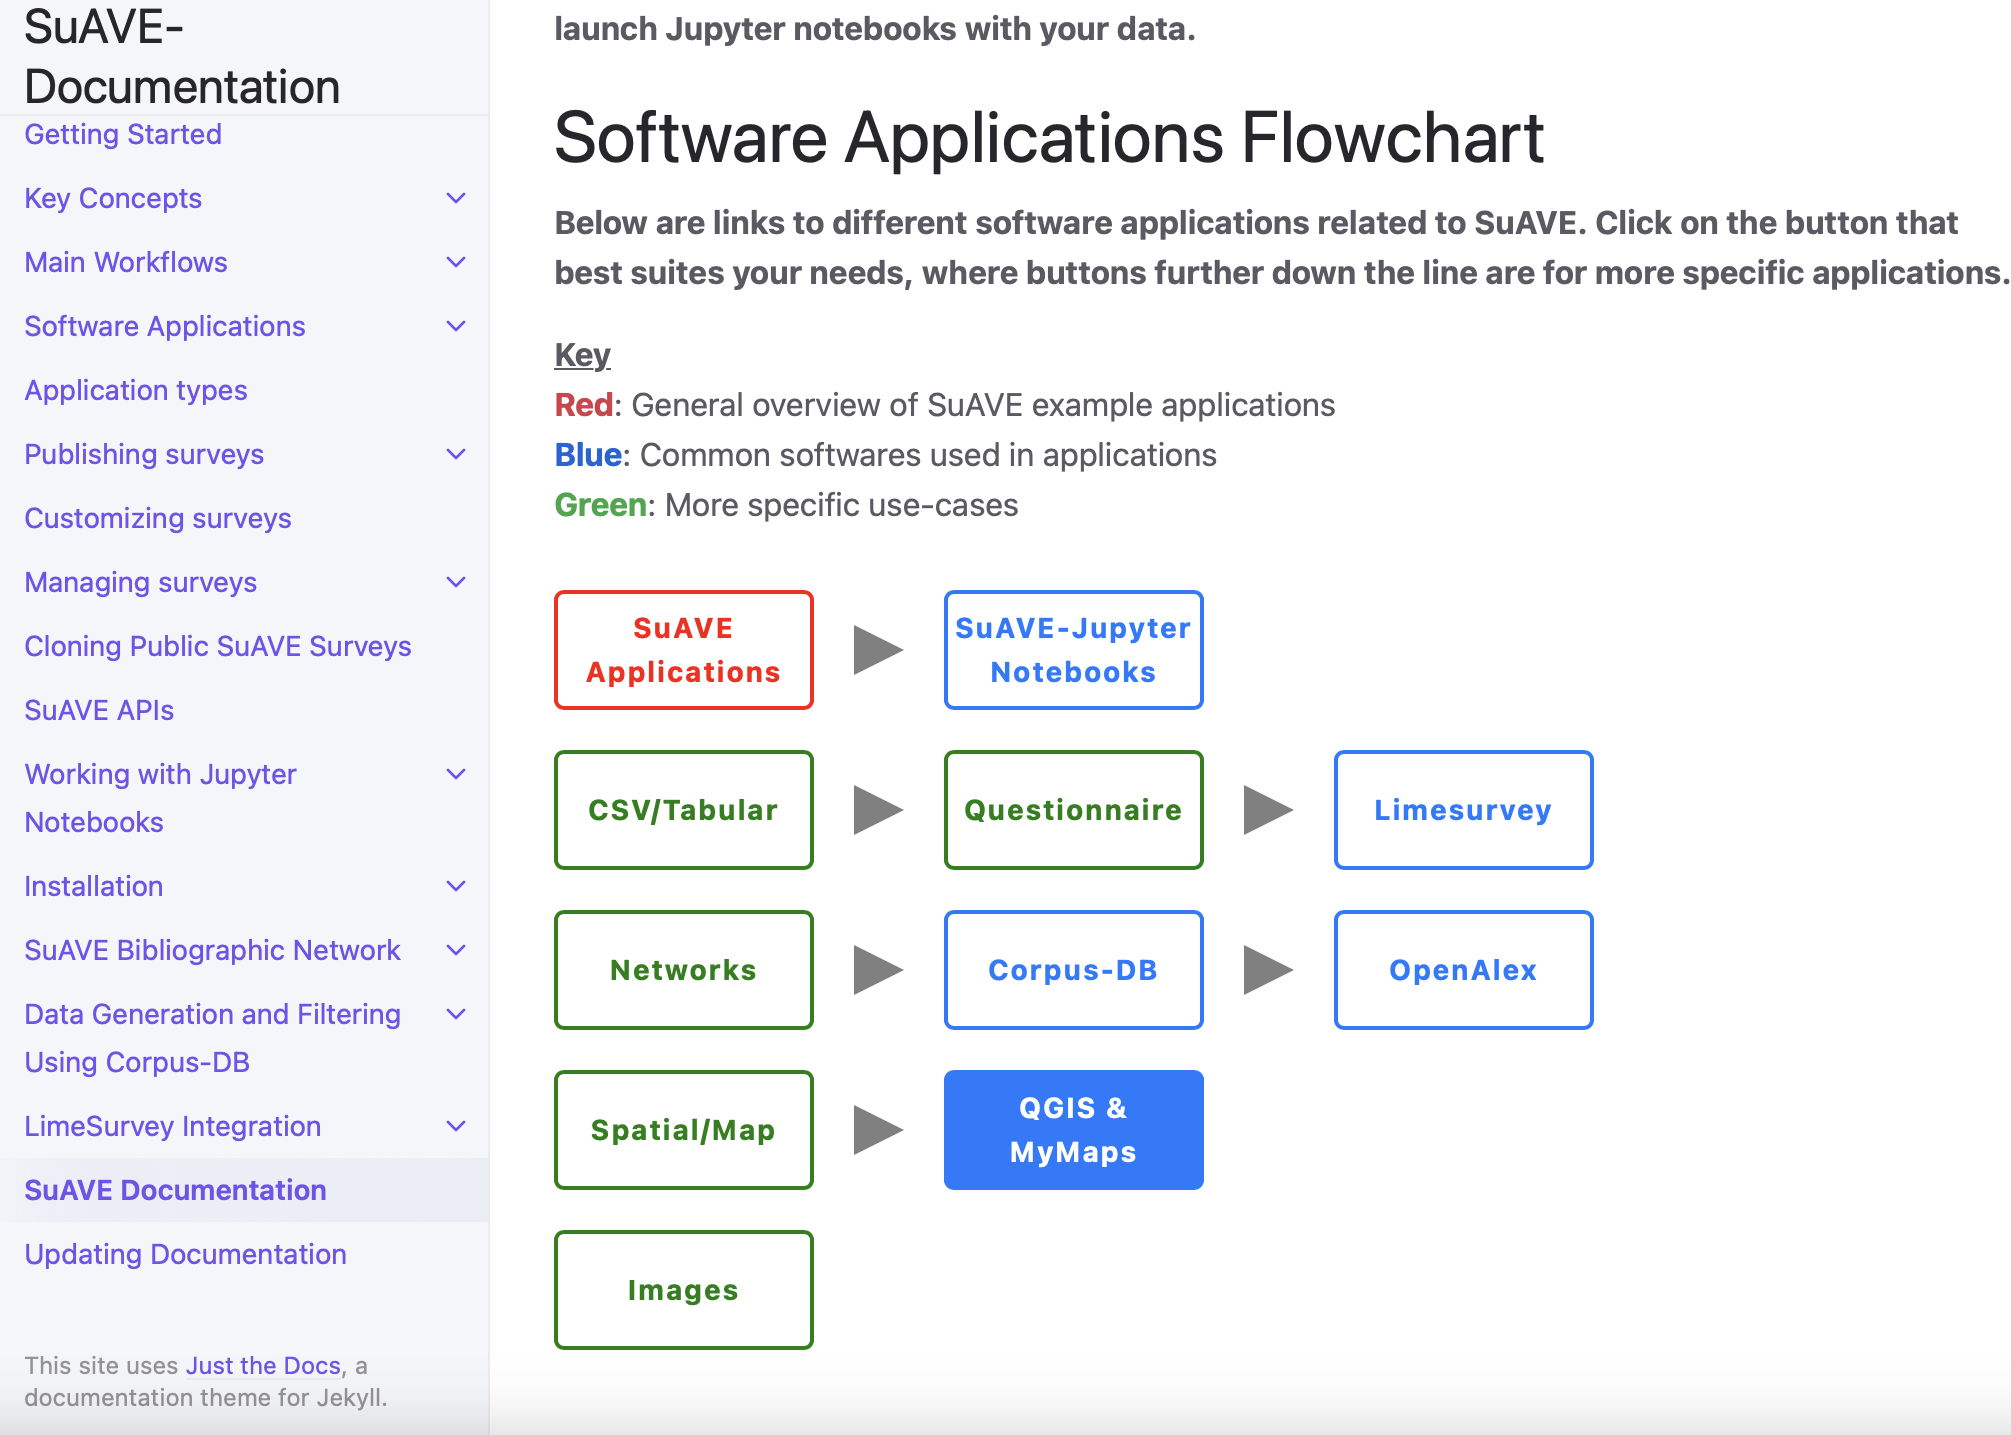 SuAVE-
Documentation
Getting Started
Key Concepts
Main Workflows
Software Applications
Application types
Publishing surveys
Customizing surveys
Managing surveys
Cloning Public SuAVE Surveys
SuAVE APIs
Working with Jupyter
Notebooks
Installation
SuAVE Bibliographic Network
Data Generation and Filtering
Using Corpus-DB
LimeSurvey Integration
SuAVE Documentation
Updating Documentation
This site uses Just the Docs, a
documentation theme for Jekyll.
launch Jupyter notebooks with your data.
Software Applications Flowchart
Below are links to different software applications related to SuAVE. Click on the button that
best suites your needs, where buttons further down the line are for more specific applications.
Key
Red: General overview of SuAVE example applications
Blue: Common softwares used in applications
Green: More specific use-cases
SuAVE
Applications
SuAVE-Jupyter
Notebooks
CSV/Tabular
Questionnaire
Limesurvey
Networks
Corpus-DB
OpenAlex
Spatial/Map
QGIS &
MyMaps
Images